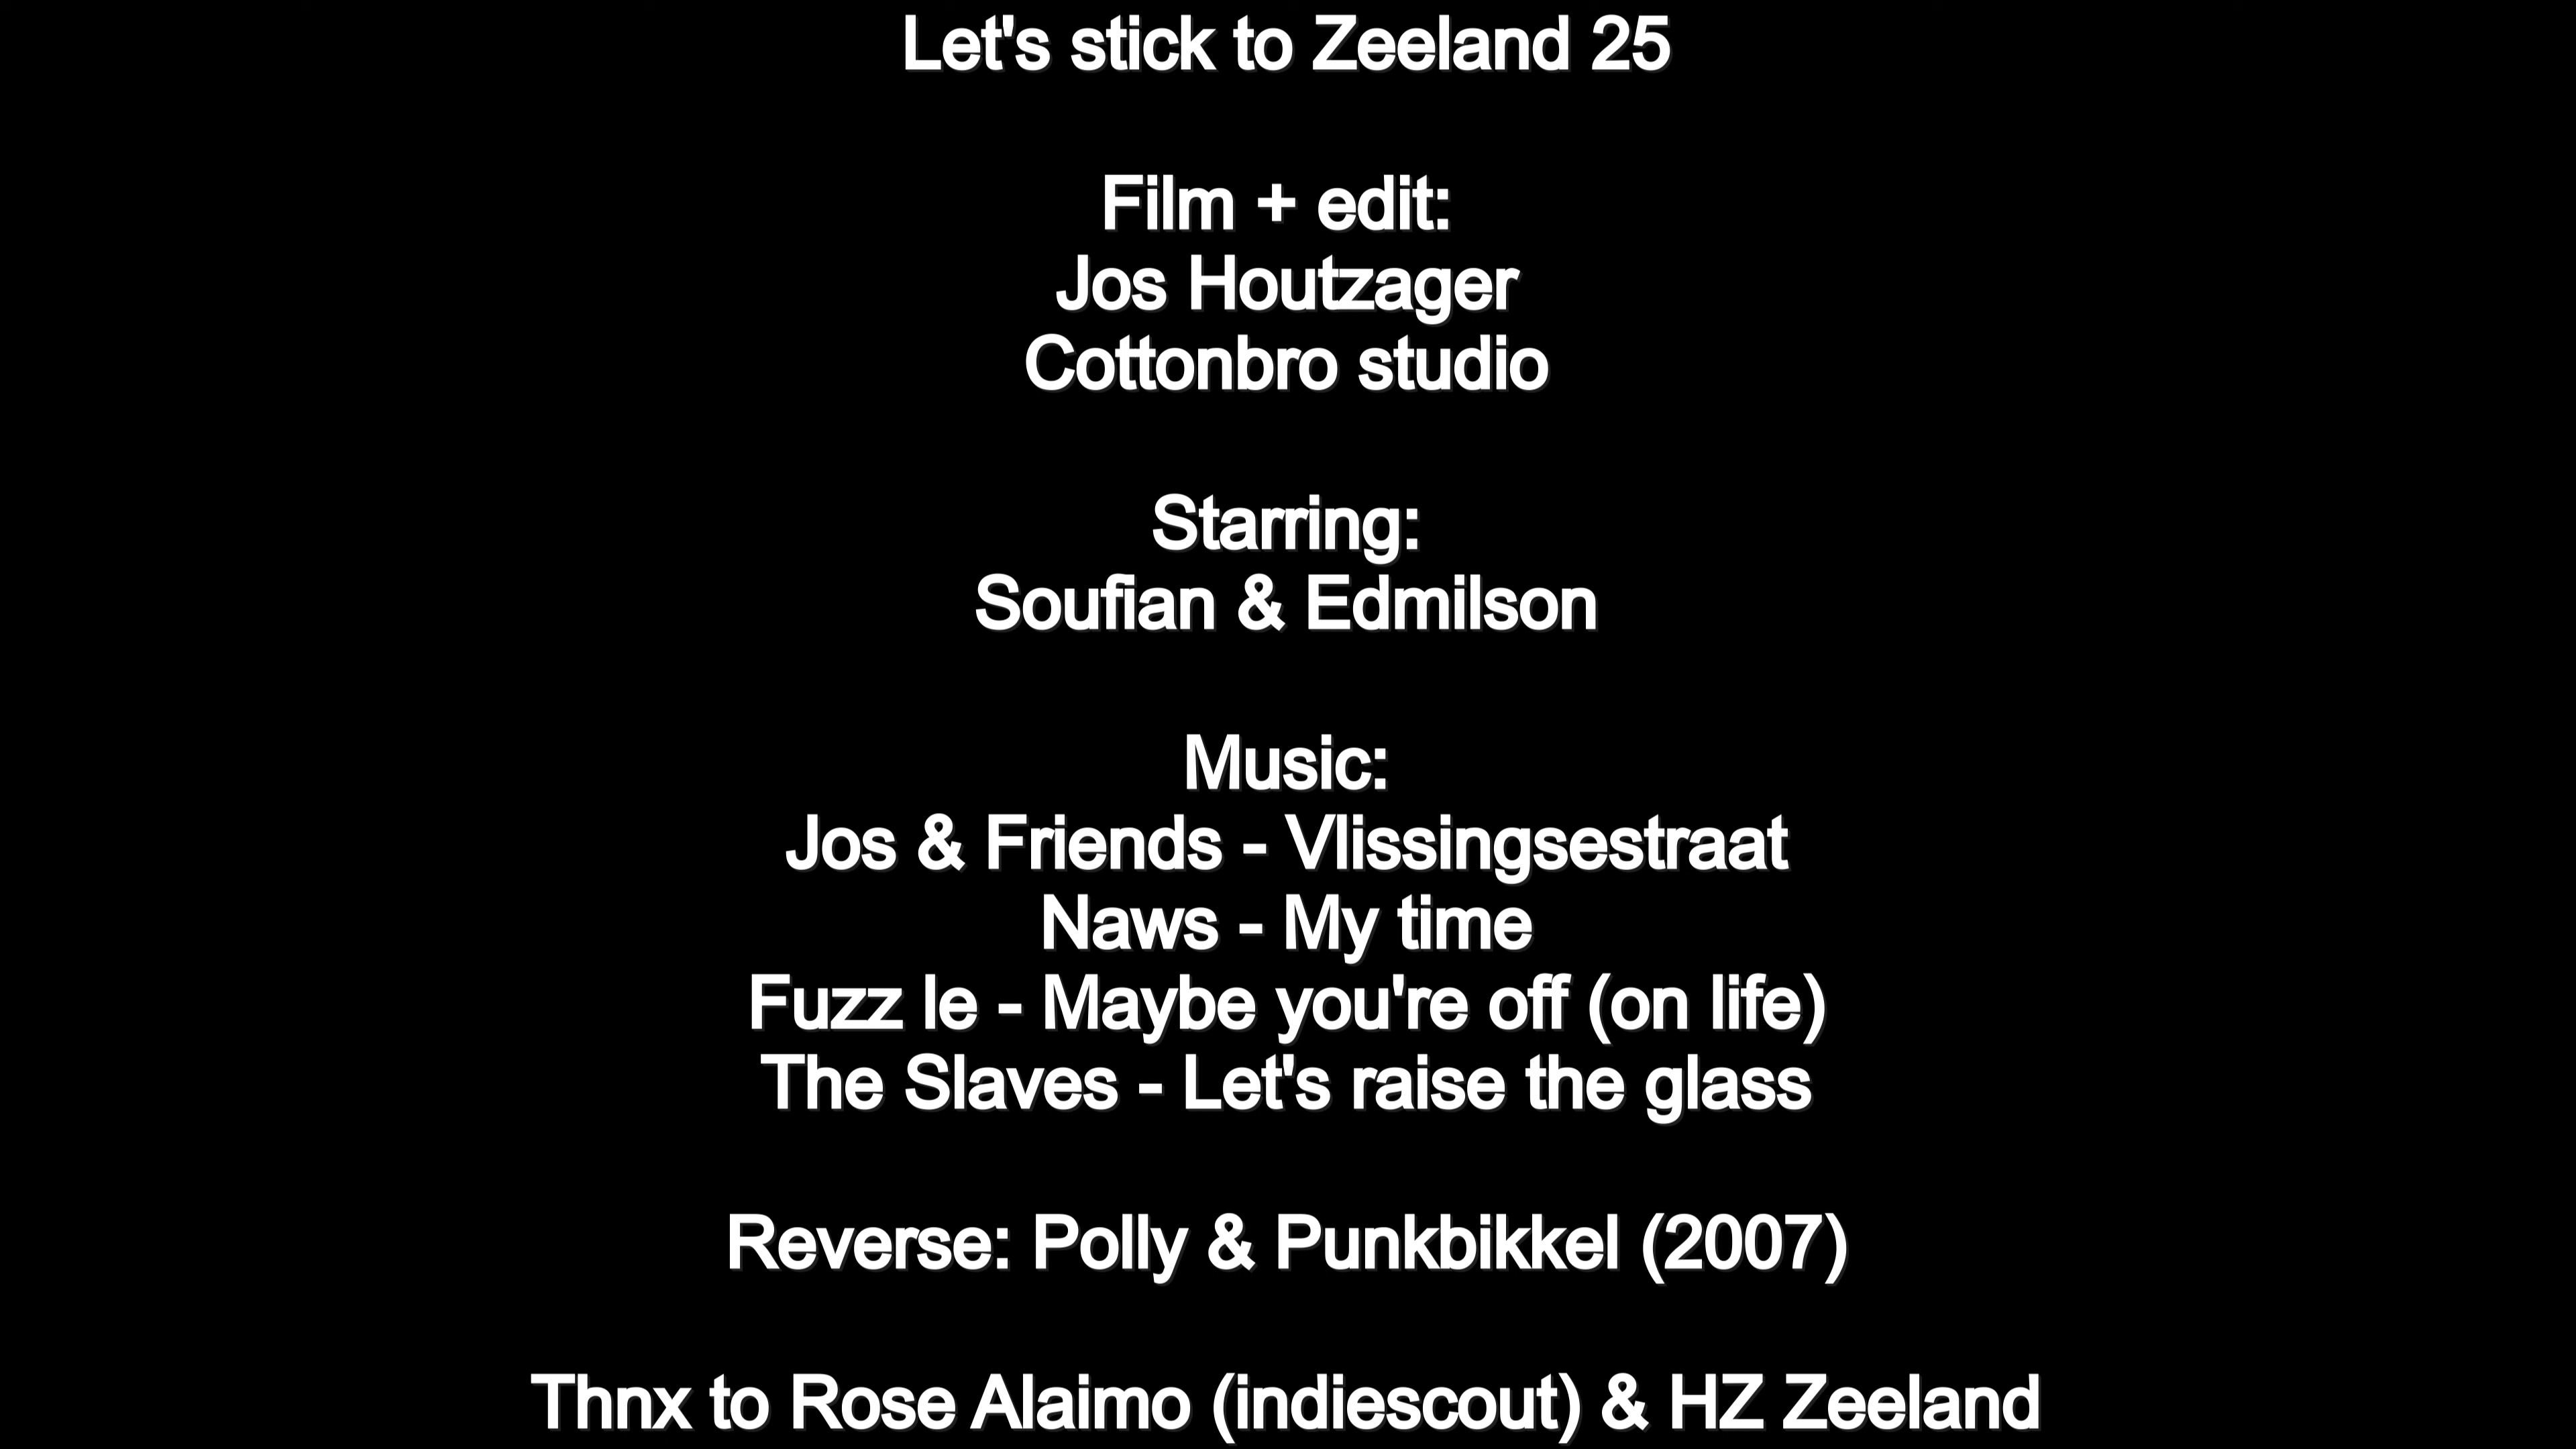 Let's stick to Zeeland 25
Film + edit:
Jos Houtzager
Cottonbro studio
Starring:
Soufian & Edmilson
Music:
Jos & Friends - Vlissingsestraat
Naws - My time
Fuzz le - Maybe you're off (on life)
The Slaves - Let's raise the glass
Reverse: Polly & Punkbikkel (2007)
Thnx to Rose Alaimo (indiescout) & HZ Zeeland